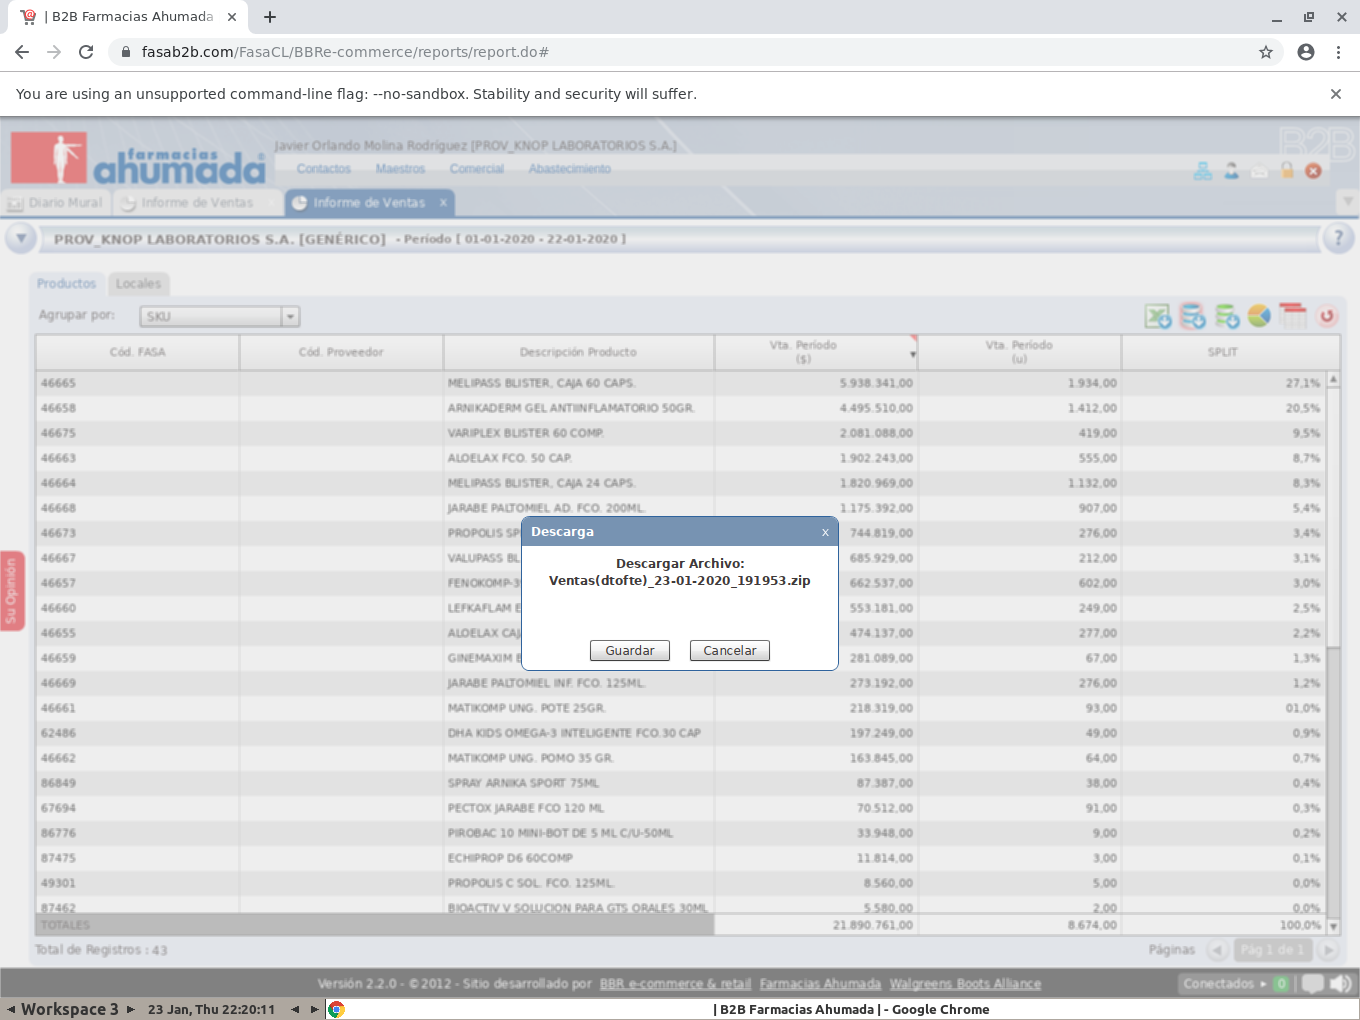 | B2B Farmacias Ahumada
fasab2b.com/FasaCL/BBRe-commerce/reports/report.do#
You are using an unsupported command-line flag: --no-sandbox. Stability and security will suffer.
farmacias
ahumada
Javier Orlando Molina Rodriguez [PROV_KNOP LABORATORIOS S.A.]
B2B
Contactos Maestros Comercial Abastecimiento
Diario Mural Informe de Ventas Informe de Ventas x
PROV_KNOP LABORATORIOS S.A. [GENÉRICO] - Período [ 01-01-2020 - 22-01-2020 ] ?
Productos Locales
Agrupar por: SKU
Cód. FASA Cód. Proveedor Descripción Producto Vta. Período ($) Vta. Período (u) SPLIT
46665 MELIPASS BLISTER, CAJA 60 CAPS. 5.938.341,00 1.934,00 27,1%
46658 ARNIKADERM GEL ANTIINFLAMATORIO 50GR. 4.495.510,00 1.412,00 20,5%
46675 VARIPLEX BLISTER 60 COMP. 2.081.088,00 419,00 9,5%
46663 ALOELAX FCO. 50 CAP. 1.902.243,00 555,00 8,7%
46664 MELIPASS BLISTER, CAJA 24 CAPS. 1.820.969,00 1.132,00 8,3%
46668 JARABE PALTOMIEL AD. FCO. 200ML. 1.175.392,00 907,00 5,4%
46673 PROPOLIS SP 744.819,00 276,00 3,4%
46667 VALUPASS BL 685.929,00 212,00 3,1%
46657 FENOKOMP-3 662.537,00 602,00 3,0%
46660 LEFKAFLAM E 553.181,00 249,00 2,5%
46655 ALOELAX CAJ 474.137,00 277,00 2,2%
46659 GINEMAXIM B 281.089,00 67,00 1,3%
46669 JARABE PALTOMIEL INF. FCO. 125ML. 273.192,00 276,00 1,2%
46661 MATIKOMP UNG. POTE 25GR. 218.319,00 93,00 01,0%
62486 DHA KIDS OMEGA-3 INTELIGENTE FCO.30 CAP 197.249,00 49,00 0,9%
46662 MATIKOMP UNG. POMO 35 GR. 163.845,00 64,00 0,7%
86849 SPRAY ARNIKA SPORT 75ML 87.387,00 38,00 0,4%
67694 PECTOX JARABE FCO 120 ML 70.512,00 91,00 0,3%
86776 PIROBAC 10 MINI-BOT DE 5 ML C/U-50ML 33.948,00 9,00 0,2%
87475 ECHIPROP D6 60COMP 11.814,00 3,00 0,1%
49301 PROPOLIS C SOL. FCO. 125ML. 8.560,00 5,00 0,0%
87462 BIOACTIV V SOLUCION PARA GTS ORALES 30ML 5.580,00 2,00 0,0%
TOTALES 21.890.761,00 8.674,00 100,0%
Total de Registros : 43 Páginas Pág 1 de 1
Su Opinión
Descarga x
Descargar Archivo:
Ventas(dtofte)_23-01-2020_191953.zip
Guardar Cancelar
Versión 2.2.0 - ©2012 - Sitio desarrollado por BBR e-commerce & retail Farmacias Ahumada Walgreens Boots Alliance Conectados 0
Workspace 3 23 Jan, Thu 22:20:11 | B2B Farmacias Ahumada | - Google Chrome